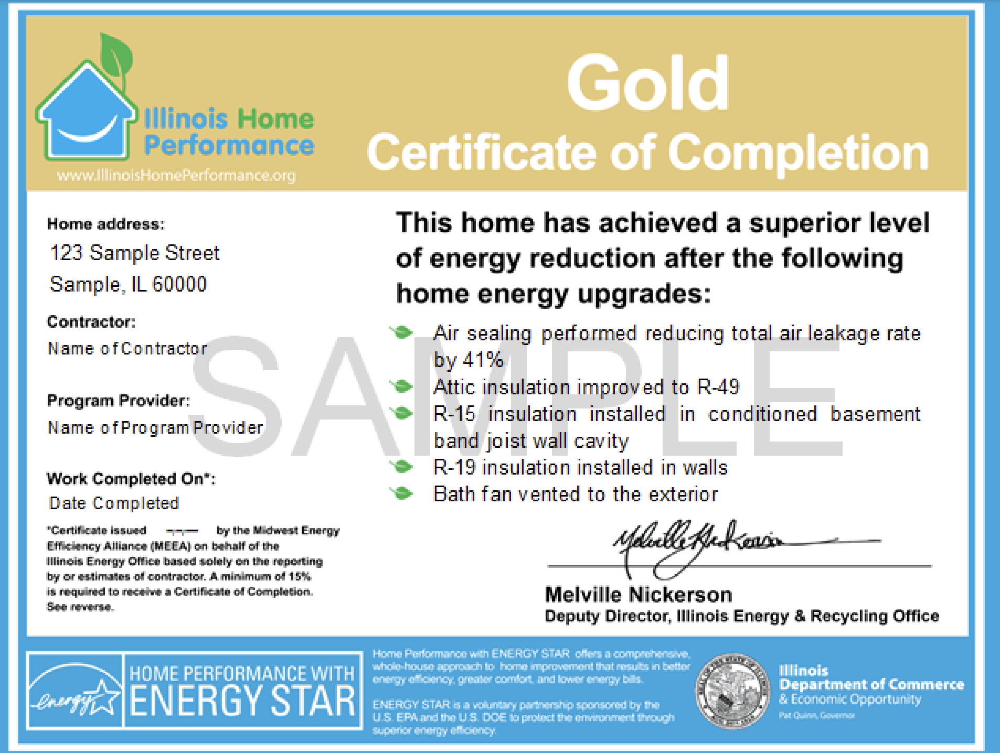 Illinois Home
Performance
www.IllinoisHomePerformance.org
Gold
Certificate of Completion
Home address:
123 Sample Street
Sample, IL 60000
Contractor:
Name of Contractor
Program Provider:
Name of Program Provider
Work Completed On*:
Date Completed
*Certificate issued -,-,- by the Midwest Energy
Efficiency Alliance (MEEA) on behalf of the
Illinois Energy Office based solely on the reporting
by or estimates of contractor. A minimum of 15%
is required to receive a Certificate of Completion.
See reverse.
This home has achieved a superior level
of energy reduction after the following
home energy upgrades:
Air sealing performed reducing total air leakage rate
by 41%
Attic insulation improved to R-49
R-15 insulation installed in conditioned basement
band joist wall cavity
R-19 insulation installed in walls
Bath fan vented to the exterior
SAMPLE
Melville Nickerson
Melville Nickerson
Deputy Director, Illinois Energy & Recycling Office
energy
HOME PERFORMANCE WITH
ENERGY STAR
Home Performance with ENERGY STAR offers a comprehensive,
whole-house approach to home improvement that results in better
energy efficiency, greater comfort, and lower energy bills.
ENERGY STAR is a voluntary partnership sponsored by the
U.S. EPA and the U.S. DOE to protect the environment through
superior energy efficiency.
Illinois
Department of Commerce
& Economic Opportunity
Pat Quinn, Governor